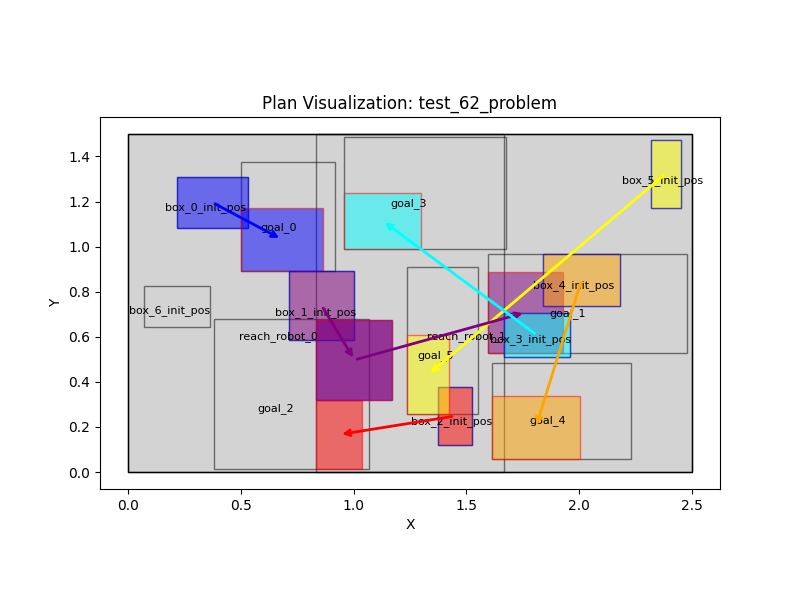 Plan Visualization: test_62_problem
Y
1.4
1.2
1.0
0.8
0.6
0.4
0.2
0.0
box_5_init_pos
goal_3
box_0_init_pos
goal_0
box_4_init_pos
box_6_init_pos
box_1_init_pos
goal_1
reach_robot_0
reach_robot_1
box_3_init_pos
goal_5
goal_2
box_2_init_pos
goal_4
0.0
0.5
1.0
1.5
2.0
2.5
X